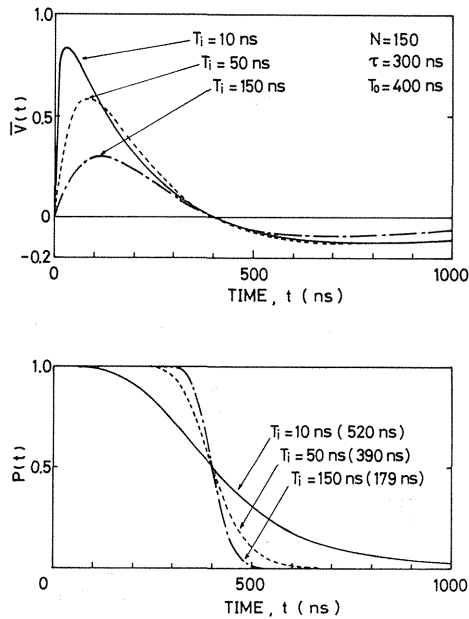 1.0
Ti = 10 ns
N = 150
Ti = 50 ns
τ = 300 ns
Ti = 150 ns
T0 = 400 ns
0.5
V̅(t)
0
-0.2
0
500
1000
TIME, t (ns)
1.0
Ti = 10 ns (520 ns)
Ti = 50 ns (390 ns)
0.5
Ti = 150 ns (179 ns)
P(t)
0
500
1000
TIME, t (ns)